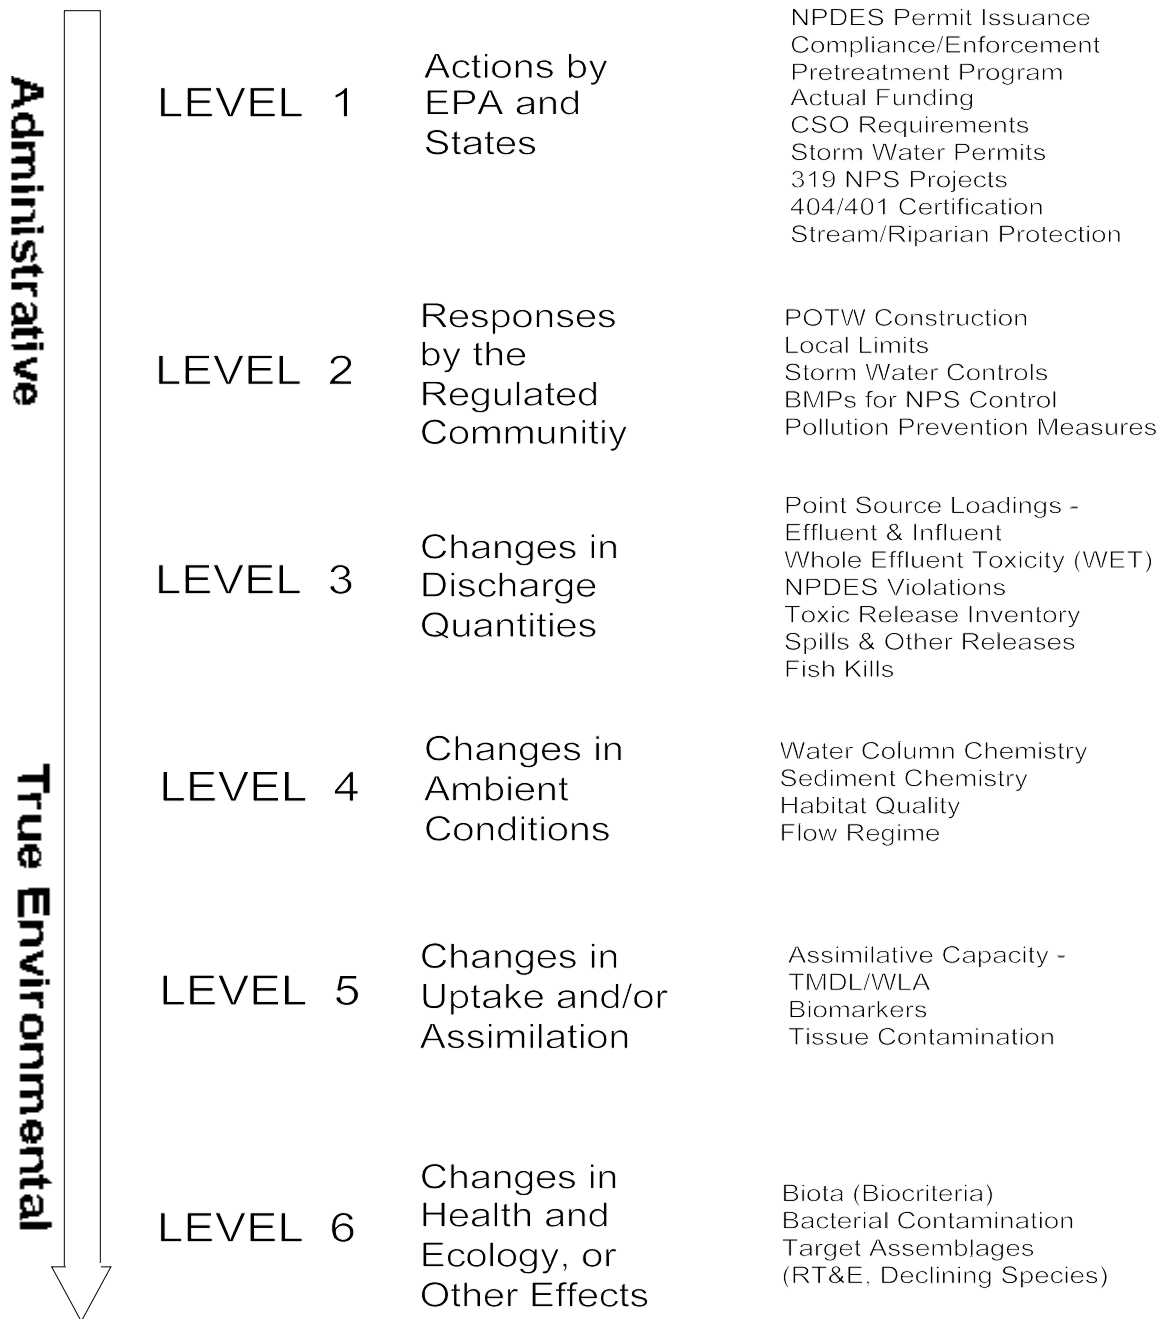 Administrative
True Environmental
LEVEL 1
Actions by
EPA and
States
NPDES Permit Issuance
Compliance/Enforcement
Pretreatment Program
Actual Funding
CSO Requirements
Storm Water Permits
319 NPS Projects
404/401 Certification
Stream/Riparian Protection
LEVEL 2
Responses
by the
Regulated
Communitiy
POTW Construction
Local Limits
Storm Water Controls
BMPs for NPS Control
Pollution Prevention Measures
LEVEL 3
Changes in
Discharge
Quantities
Point Source Loadings -
Effluent & Influent
Whole Effluent Toxicity (WET)
NPDES Violations
Toxic Release Inventory
Spills & Other Releases
Fish Kills
LEVEL 4
Changes in
Ambient
Conditions
Water Column Chemistry
Sediment Chemistry
Habitat Quality
Flow Regime
LEVEL 5
Changes in
Uptake and/or
Assimilation
Assimilative Capacity -
TMDL/WLA
Biomarkers
Tissue Contamination
LEVEL 6
Changes in
Health and
Ecology, or
Other Effects
Biota (Biocriteria)
Bacterial Contamination
Target Assemblages
(RT&E, Declining Species)